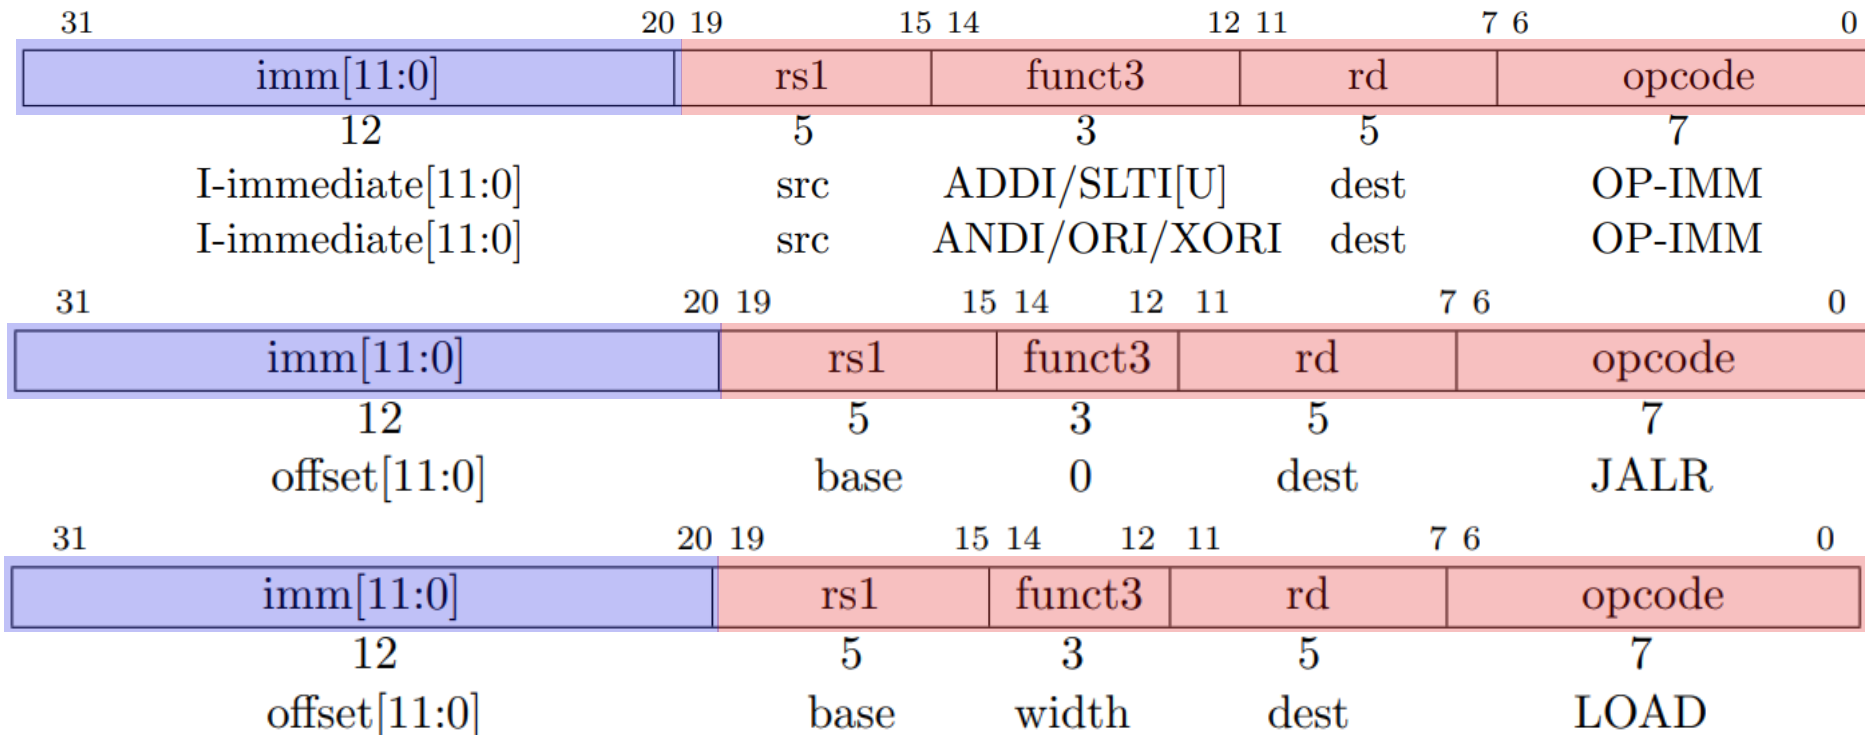 31 20 19 15 14 12 11 7 6 0
imm[11:0] rs1 funct3 rd opcode
12 5 3 5 7
I-immediate[11:0] src ADDI/SLTI[U] dest OP-IMM
I-immediate[11:0] src ANDI/ORI/XORI dest OP-IMM
31 20 19 15 14 12 11 7 6 0
imm[11:0] rs1 funct3 rd opcode
12 5 3 5 7
offset[11:0] base 0 dest JALR
31 20 19 15 14 12 11 7 6 0
imm[11:0] rs1 funct3 rd opcode
12 5 3 5 7
offset[11:0] base width dest LOAD